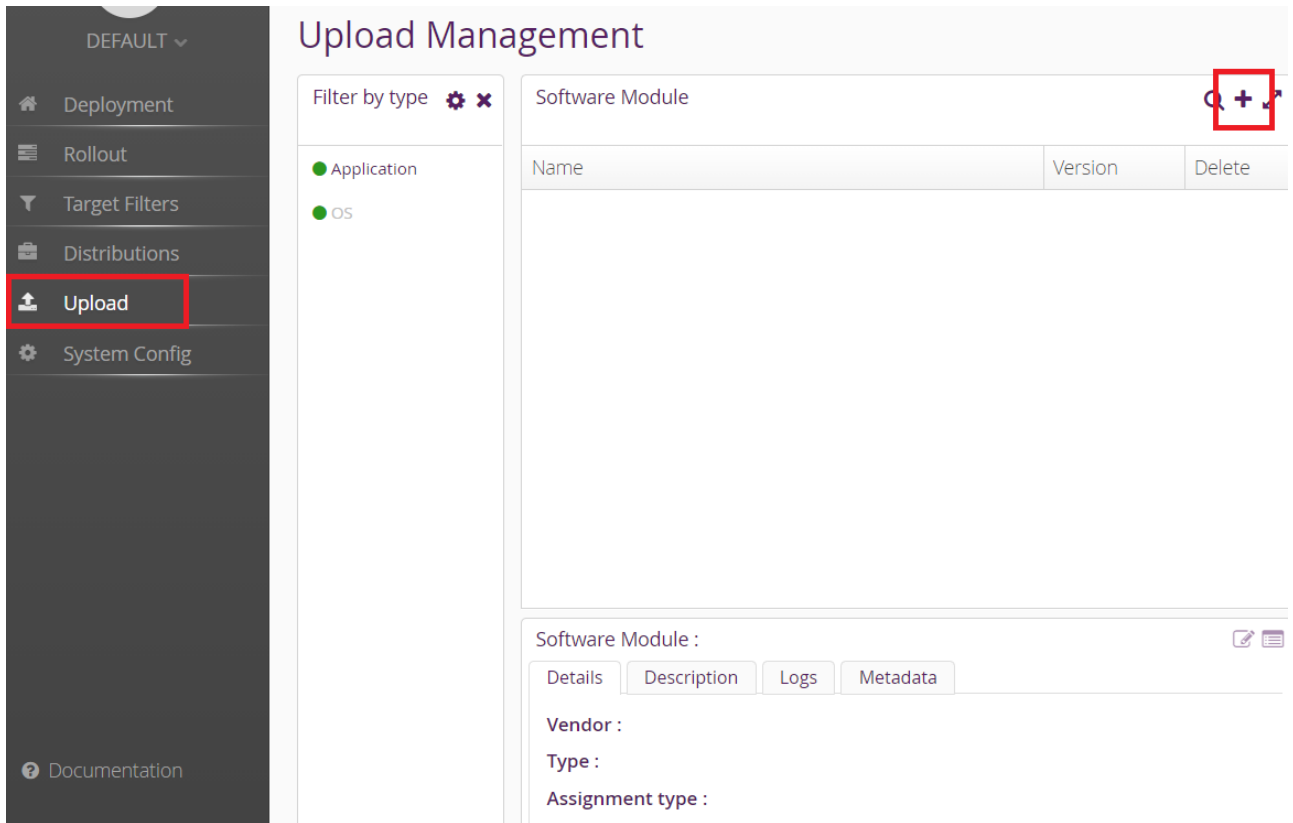 DEFAULT
Deployment
Rollout
Target Filters
Distributions
Upload
System Config
Documentation
Upload Management
Filter by type
Application
OS
Software Module
Name Version Delete
Software Module :
Details Description Logs Metadata
Vendor :
Type :
Assignment type :